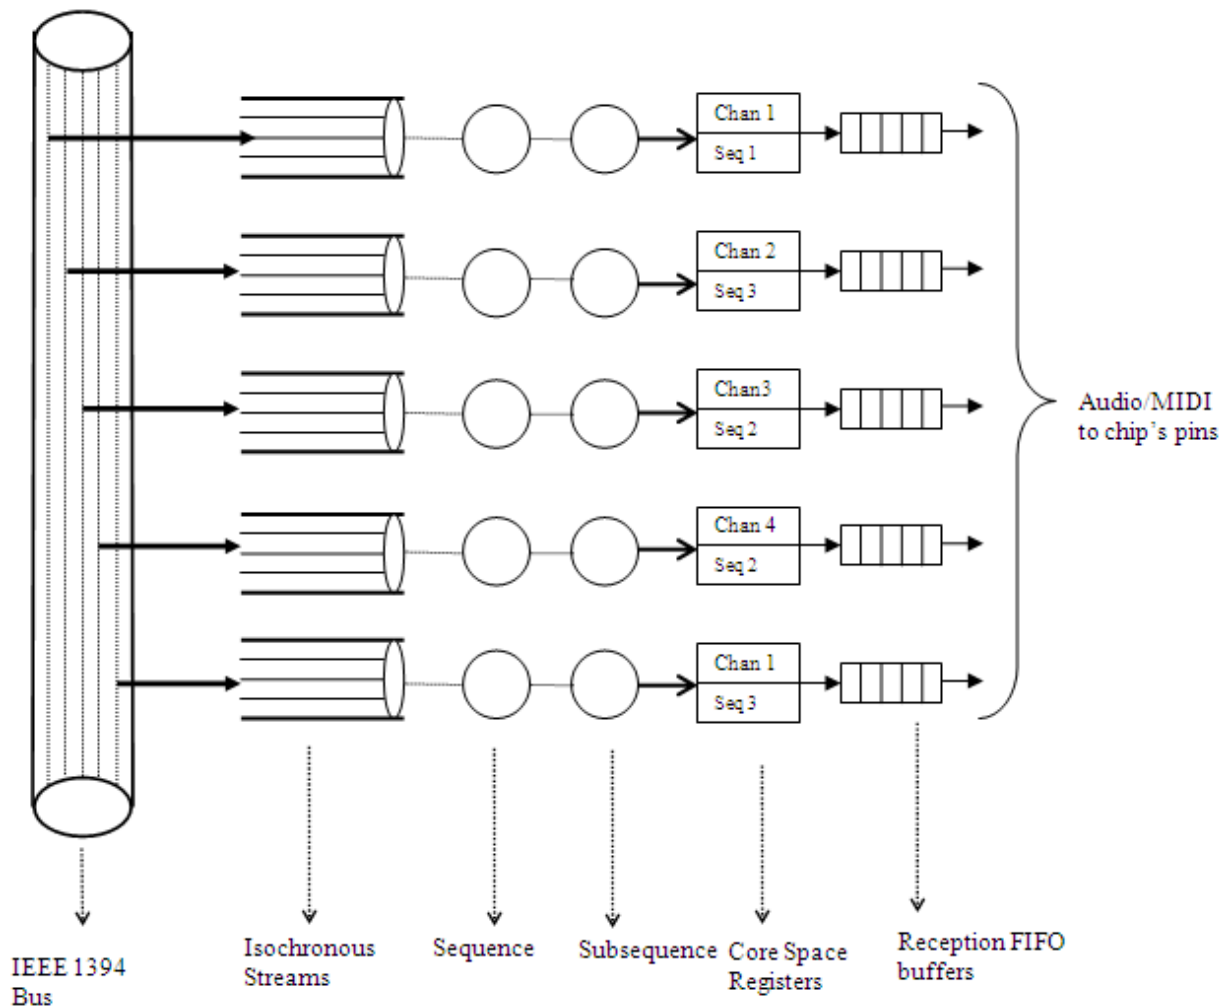 Chan 1
Seq 1
Chan 2
Seq 3
Chan3
Seq 2
Audio/MIDI
to chip's pins
Chan 4
Seq 2
Chan 1
Seq 3
IEEE 1394
Bus
Isochronous
Streams
Sequence
Subsequence
Core Space
Registers
Reception FIFO
buffers